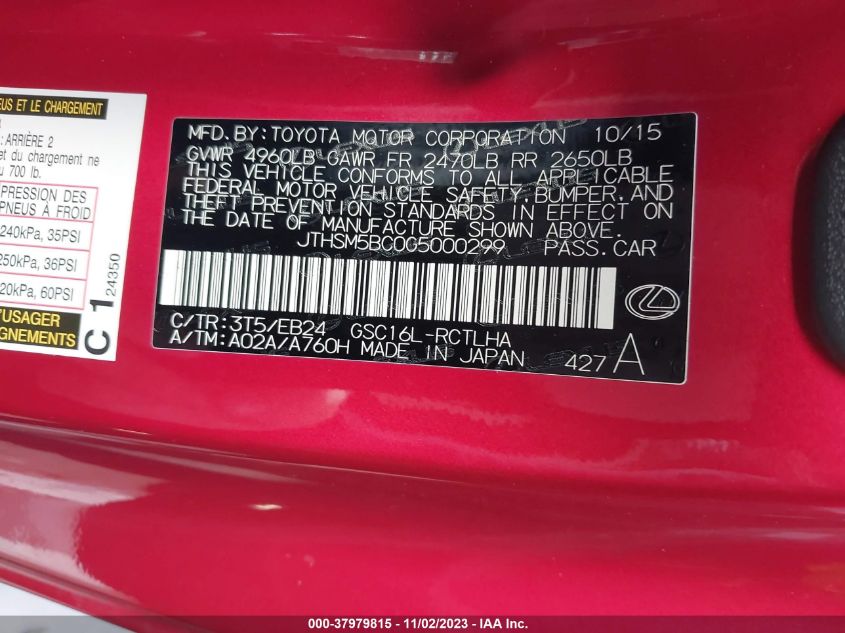 EUS ET LE CHARGEMENT
: ARRIÈRE 2
et du chargement ne
700 lb.
PRESSION DES
PNEUS À FROID
240kPa, 35PSI
250kPa, 36PSI
20kPa, 60PSI
L'USAGER
GNEMENTS
C 1 24350
MFD. BY: TOYOTA MOTOR CORPORATION 10/15
GVWR 4960LB GAWR FR 2470LB RR 2650LB
THIS VEHICLE CONFORMS TO ALL APPLICABLE
FEDERAL MOTOR VEHICLE SAFETY, BUMPER, AND
THEFT PREVENTION STANDARDS IN EFFECT ON
THE DATE OF MANUFACTURE SHOWN ABOVE.
JTHSM5BC0G5000299 PASS. CAR
C/TR: 3T5/EB24 GSC16L-RCTLHA
A/TM: A02A/A760H MADE IN JAPAN
427 A
000-37979815 - 11/02/2023 - IAA Inc.